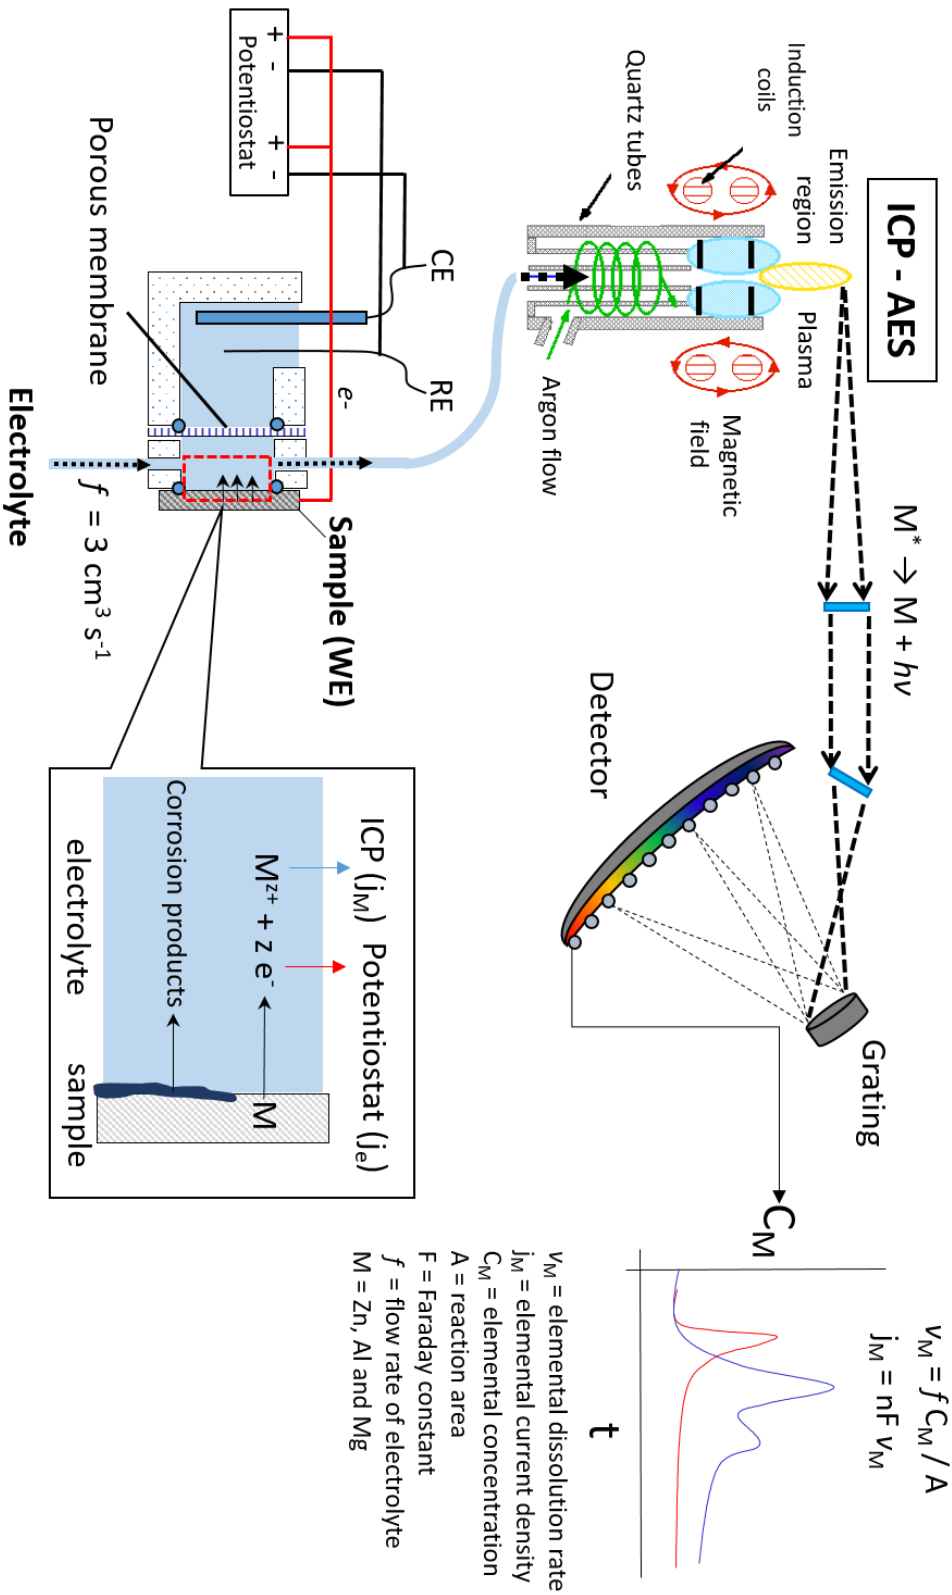 ICP - AES
Induction
coils
Emission
region
Plasma
Quartz tubes
Argon flow
Magnetic
field
M* → M + hν
Detector
Grating
C_M
ν_M = f C_M / A
j_M = nF ν_M
t
+ - + -
Potentiostat
CE
RE
e-
Porous membrane
Electrolyte
f = 3 cm³ s⁻¹
Sample (WE)
ICP (j_M) Potentiostat (j_e)
M^z+ + z e⁻
M
Corrosion products
electrolyte
sample
ν_M = elemental dissolution rate
j_M = elemental current density
C_M = elemental concentration
A = reaction area
F = Faraday constant
f = flow rate of electrolyte
M = Zn, Al and Mg